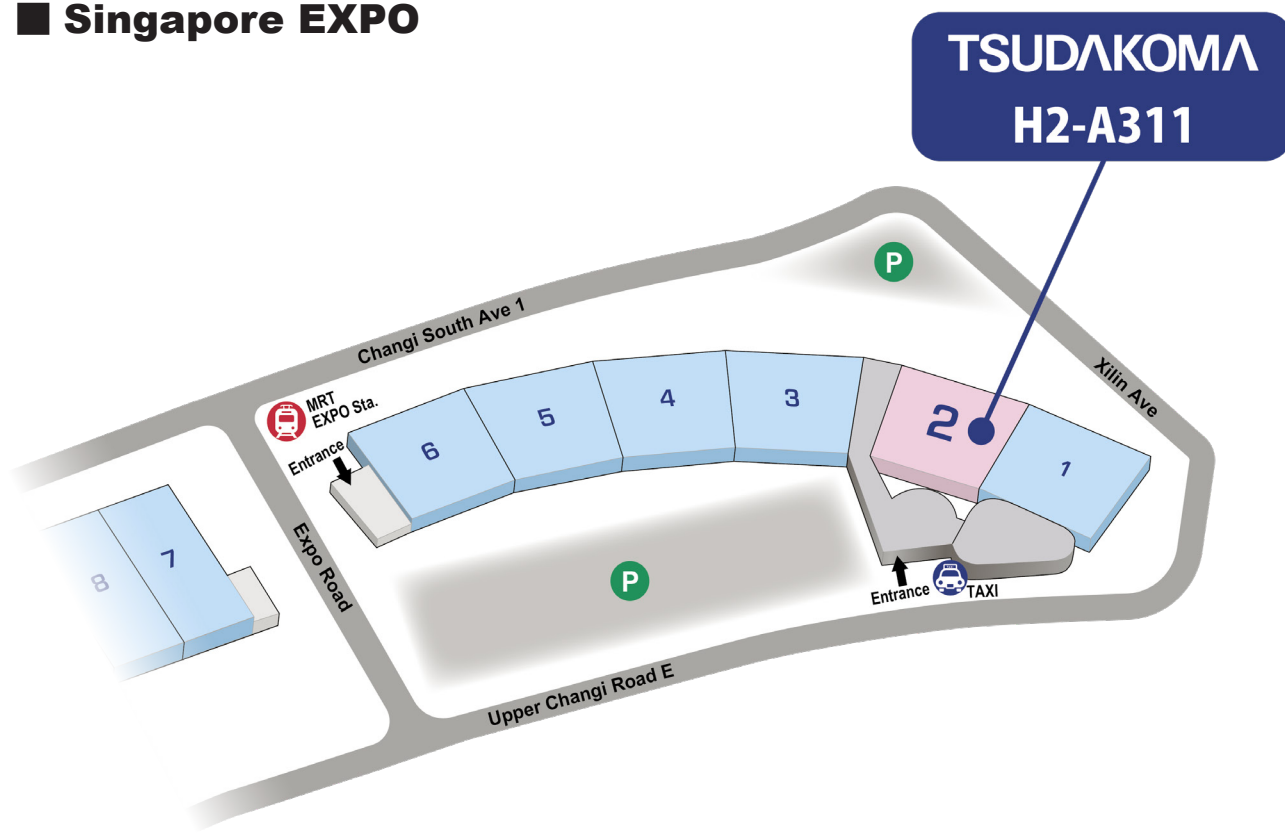 ■ Singapore EXPO
TSUDAKOMA
H2-A311
P
Changi South Ave 1
Xilin Ave
MRT
EXPO Sta.
Entrance
6
5
4
3
2
1
8
7
Expo Road
P
Entrance
TAXI
Upper Changi Road E